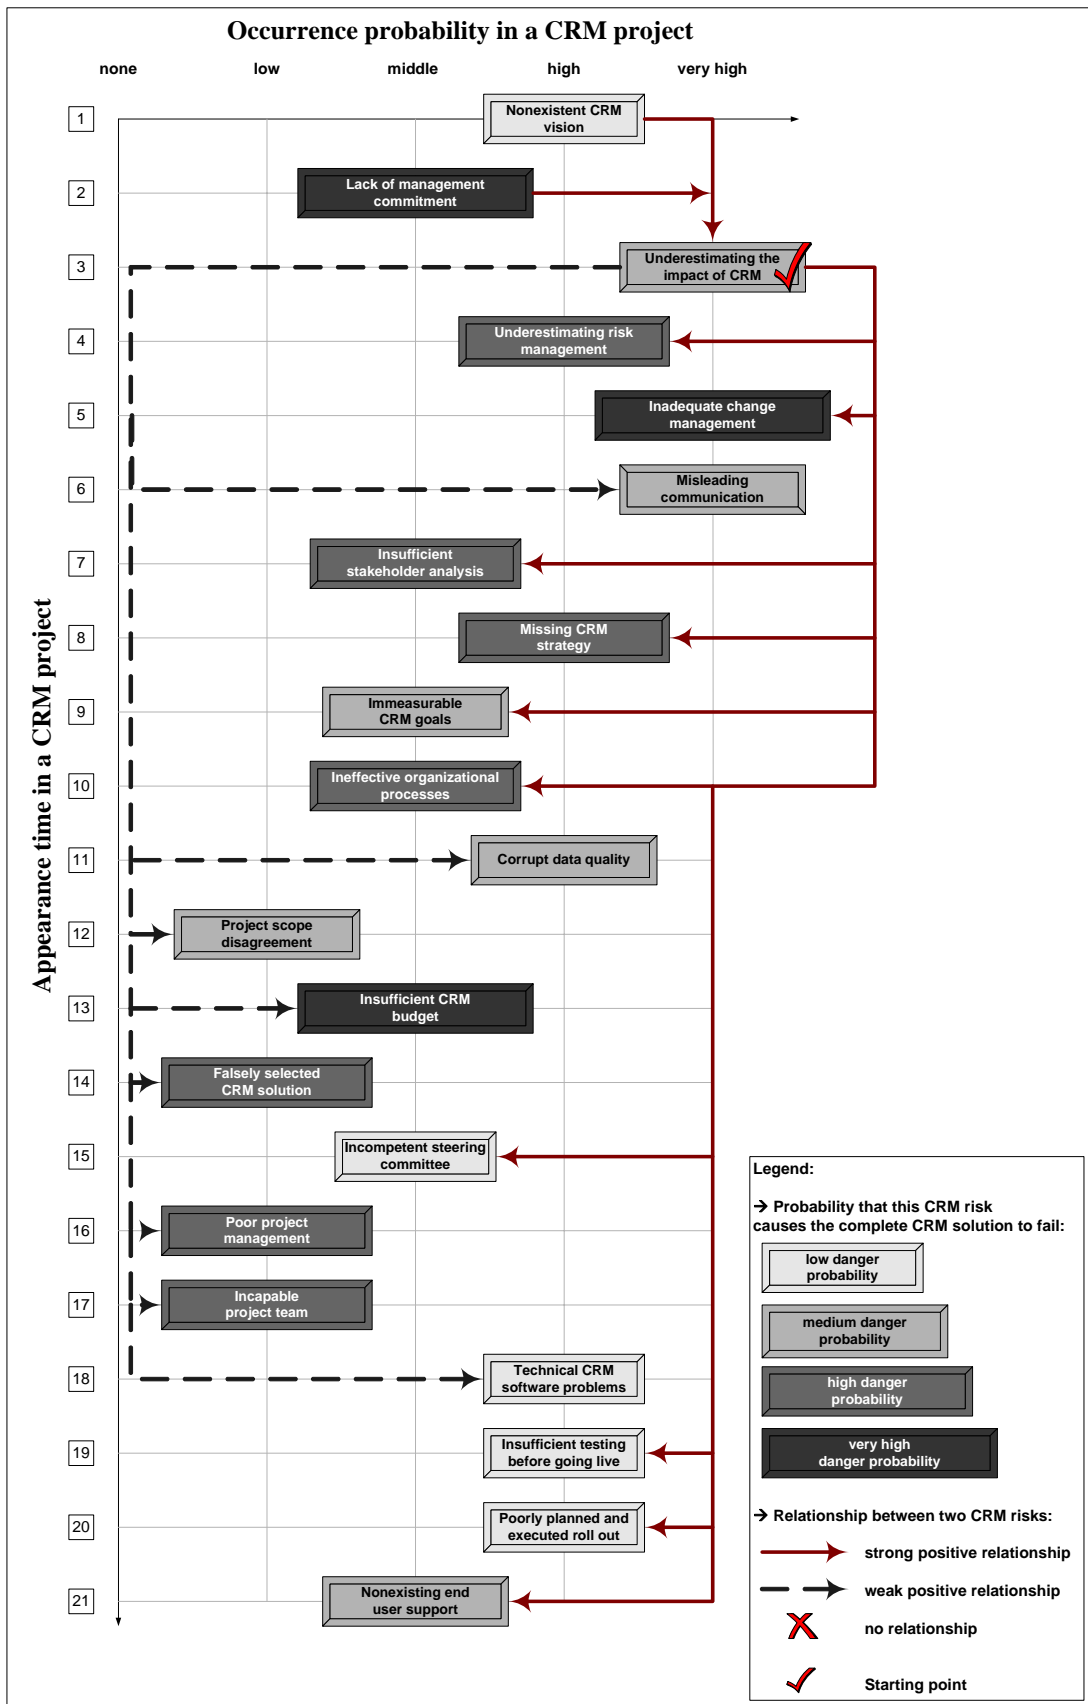 Occurrence probability in a CRM project
none low middle high very high
Appearance time in a CRM project
1
Nonexistent CRM
vision
2
Lack of management
commitment
3
Underestimating the
impact of CRM
4
Underestimating risk
management
5
Inadequate change
management
6
Misleading
communication
7
Insufficient
stakeholder analysis
8
Missing CRM
strategy
9
Immeasurable
CRM goals
10
Ineffective organizational
processes
11
Corrupt data quality
12
Project scope
disagreement
13
Insufficient CRM
budget
14
Falsely selected
CRM solution
15
Incompetent steering
committee
16
Poor project
management
17
Incapable
project team
18
Technical CRM
software problems
19
Insufficient testing
before going live
20
Poorly planned and
executed roll out
21
Nonexisting end
user support
Legend:
→ Probability that this CRM risk
causes the complete CRM solution to fail:
low danger
probability
medium danger
probability
high danger
probability
very high
danger probability
→ Relationship between two CRM risks:
strong positive relationship
weak positive relationship
no relationship
Starting point